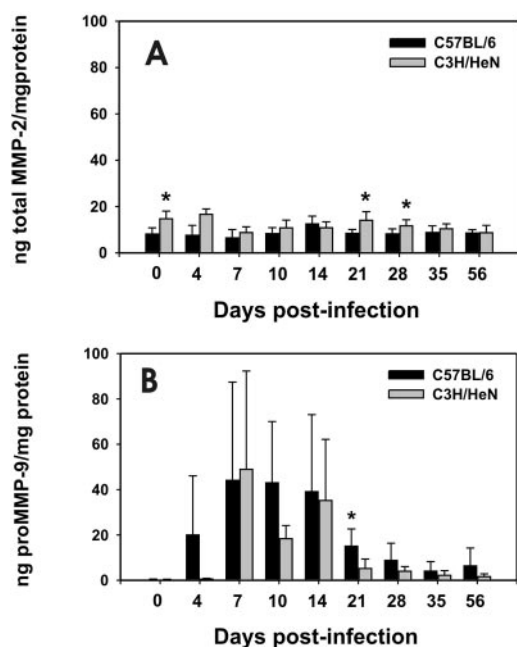 A
C57BL/6
C3H/HeN
ng total MMP-2/mgprotein
100
80
60
40
20
0
* * *
0 4 7 10 14 21 28 35 56
Days post-infection
B
C57BL/6
C3H/HeN
ng proMMP-9/mg protein
100
80
60
40
20
0
*
0 4 7 10 14 21 28 35 56
Days post-infection